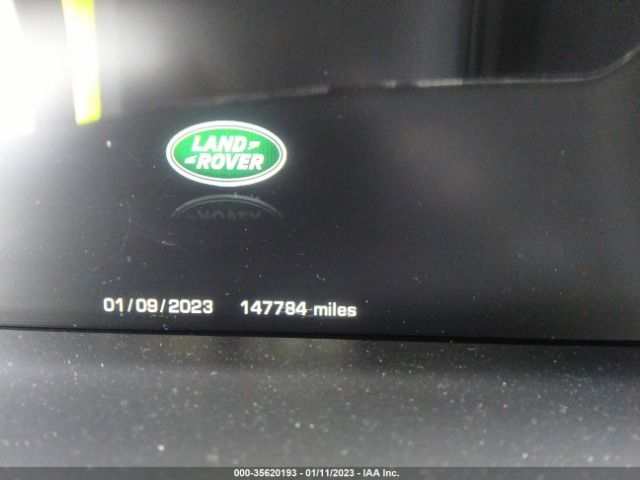 LAND
ROVER
01/09/2023 147784 miles
000-35620193 - 01/11/2023 - IAA Inc.